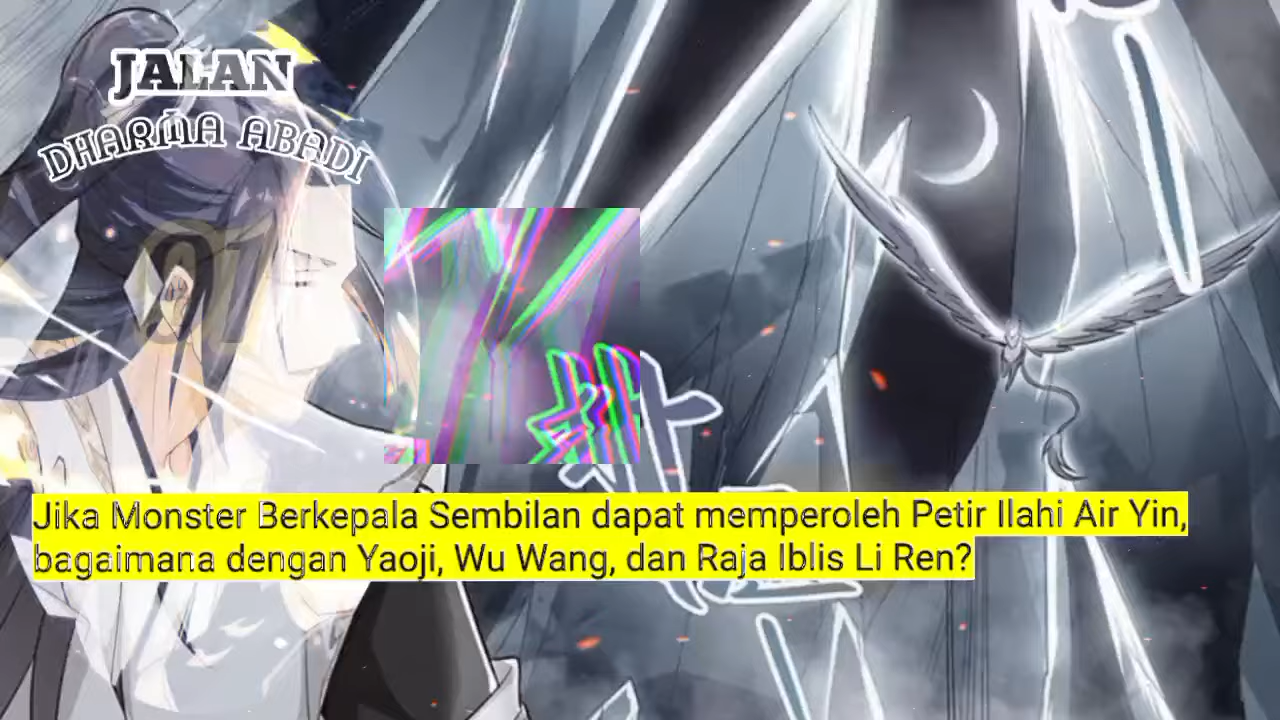 JALAN
DHARMA ABADI
91
Jika Monster Berkepala Sembilan dapat memperoleh Petir Ilahi Air Yin,
bagaimana dengan Yaoji, Wu Wang, dan Raja Iblis Li Ren?